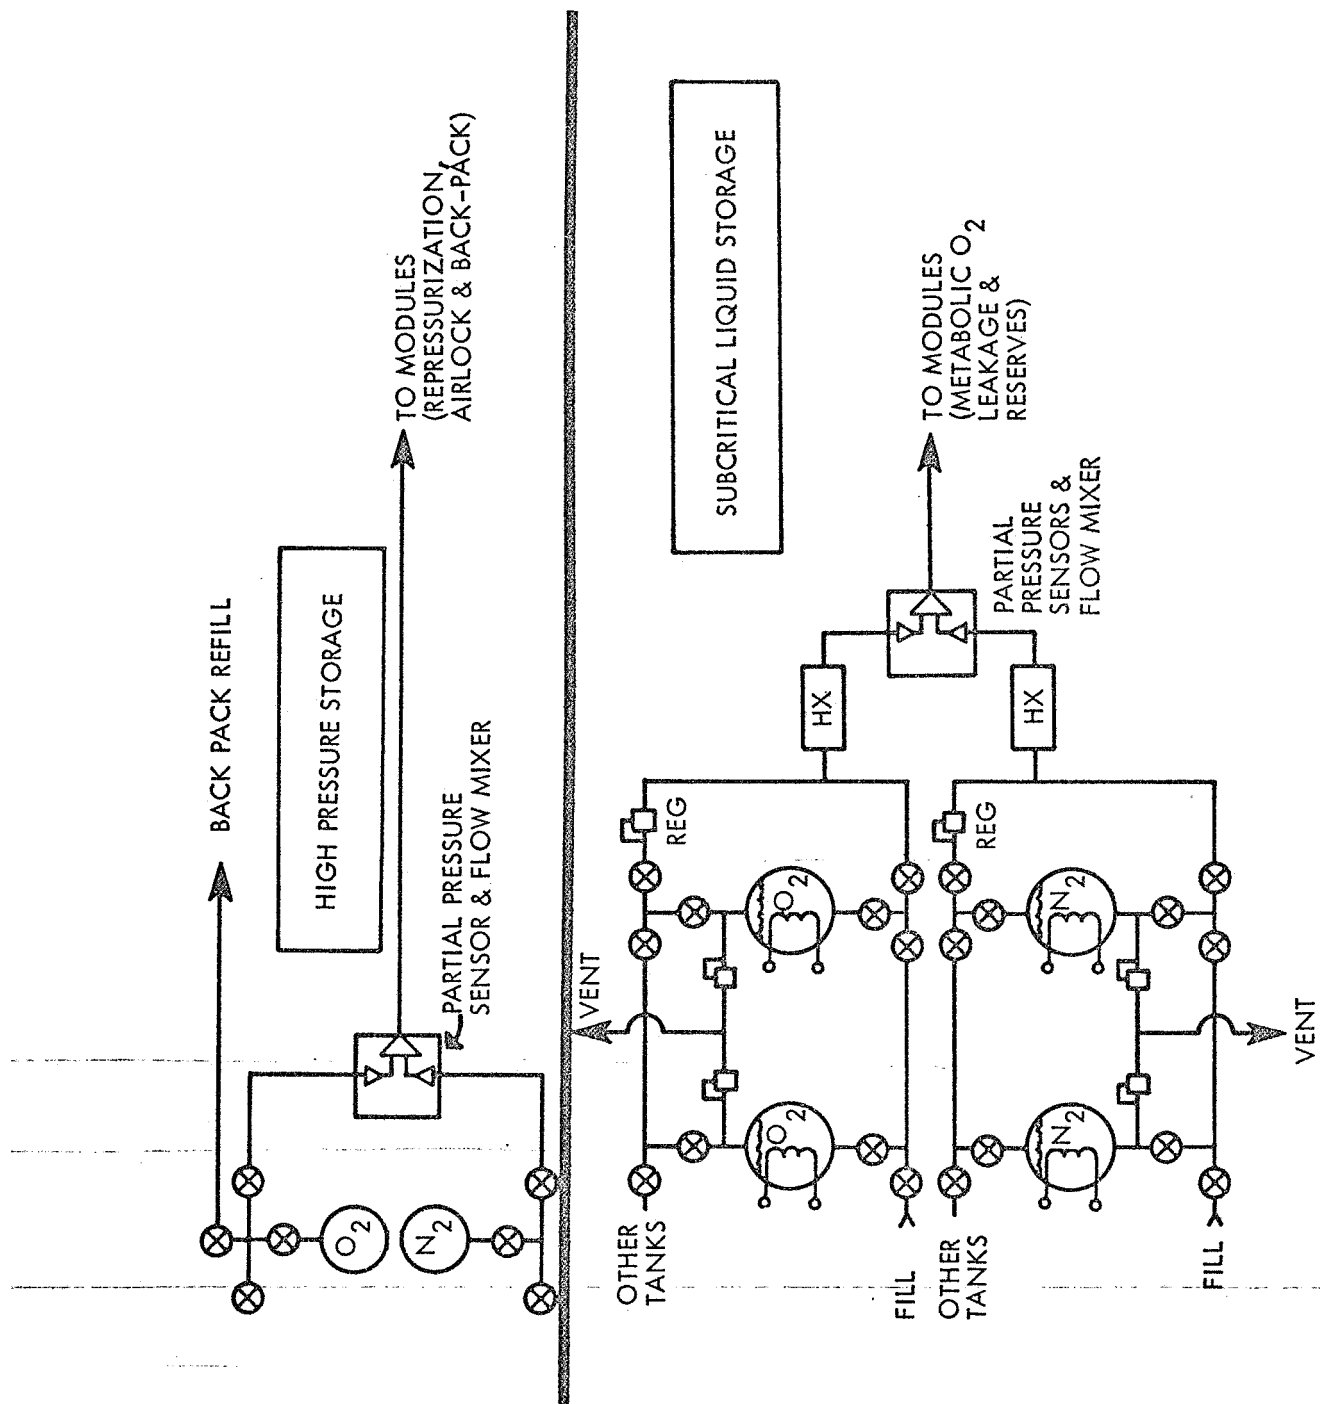 BACK PACK REFILL
HIGH PRESSURE STORAGE
TO MODULES
(REPRESSURIZATION,
AIRLOCK & BACK-PACK)
PARTIAL PRESSURE
SENSOR & FLOW MIXER
O2
N2
VENT
SUBCRITICAL LIQUID STORAGE
TO MODULES
(METABOLIC O2
LEAKAGE &
RESERVES)
PARTIAL
PRESSURE
SENSORS &
FLOW MIXER
HX
HX
REG
REG
O2
O2
N2
N2
OTHER
TANKS
FILL
OTHER
TANKS
FILL
VENT